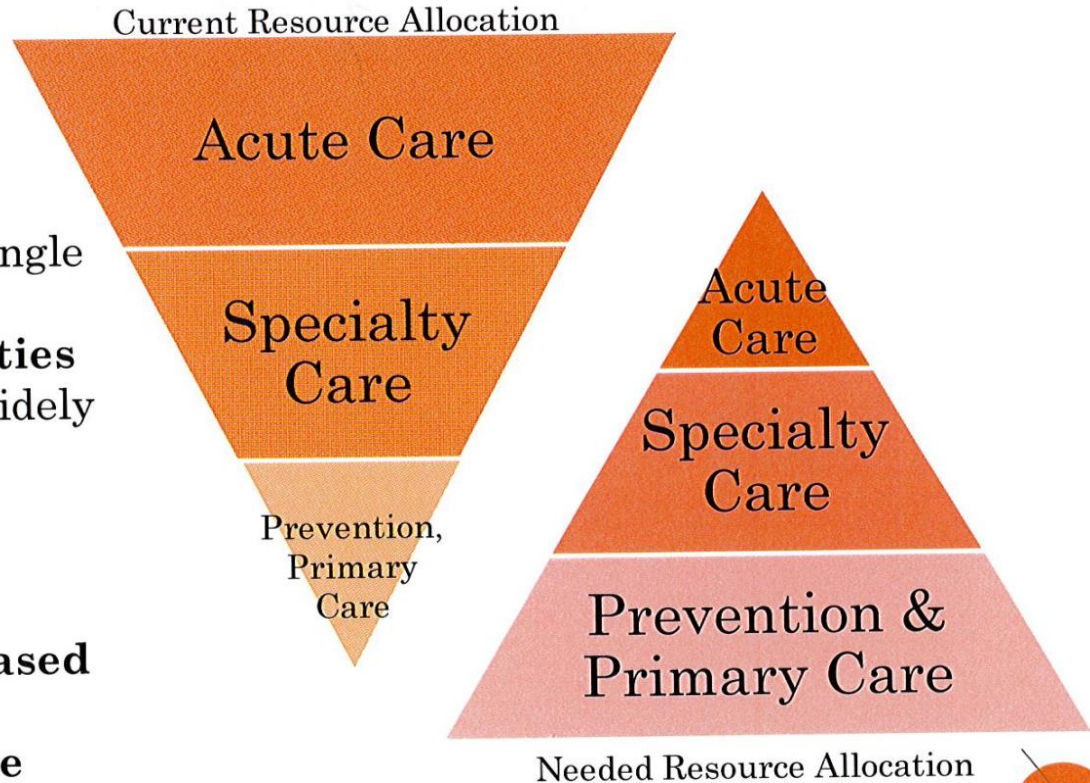 Current Resource Allocation
Acute Care
Specialty
Care
Prevention,
Primary
Care
ngle
ties
idely
ased
e
Acute
Care
Specialty
Care
Prevention &
Primary Care
Needed Resource Allocation